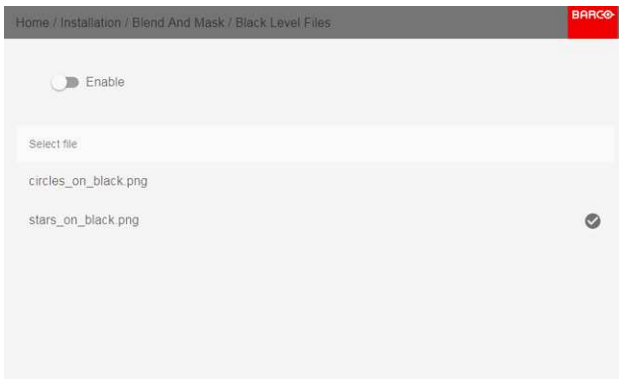 Home / Installation / Blend And Mask / Black Level Files
BARCO
Enable
Select file
circles_on_black.png
stars_on_black.png